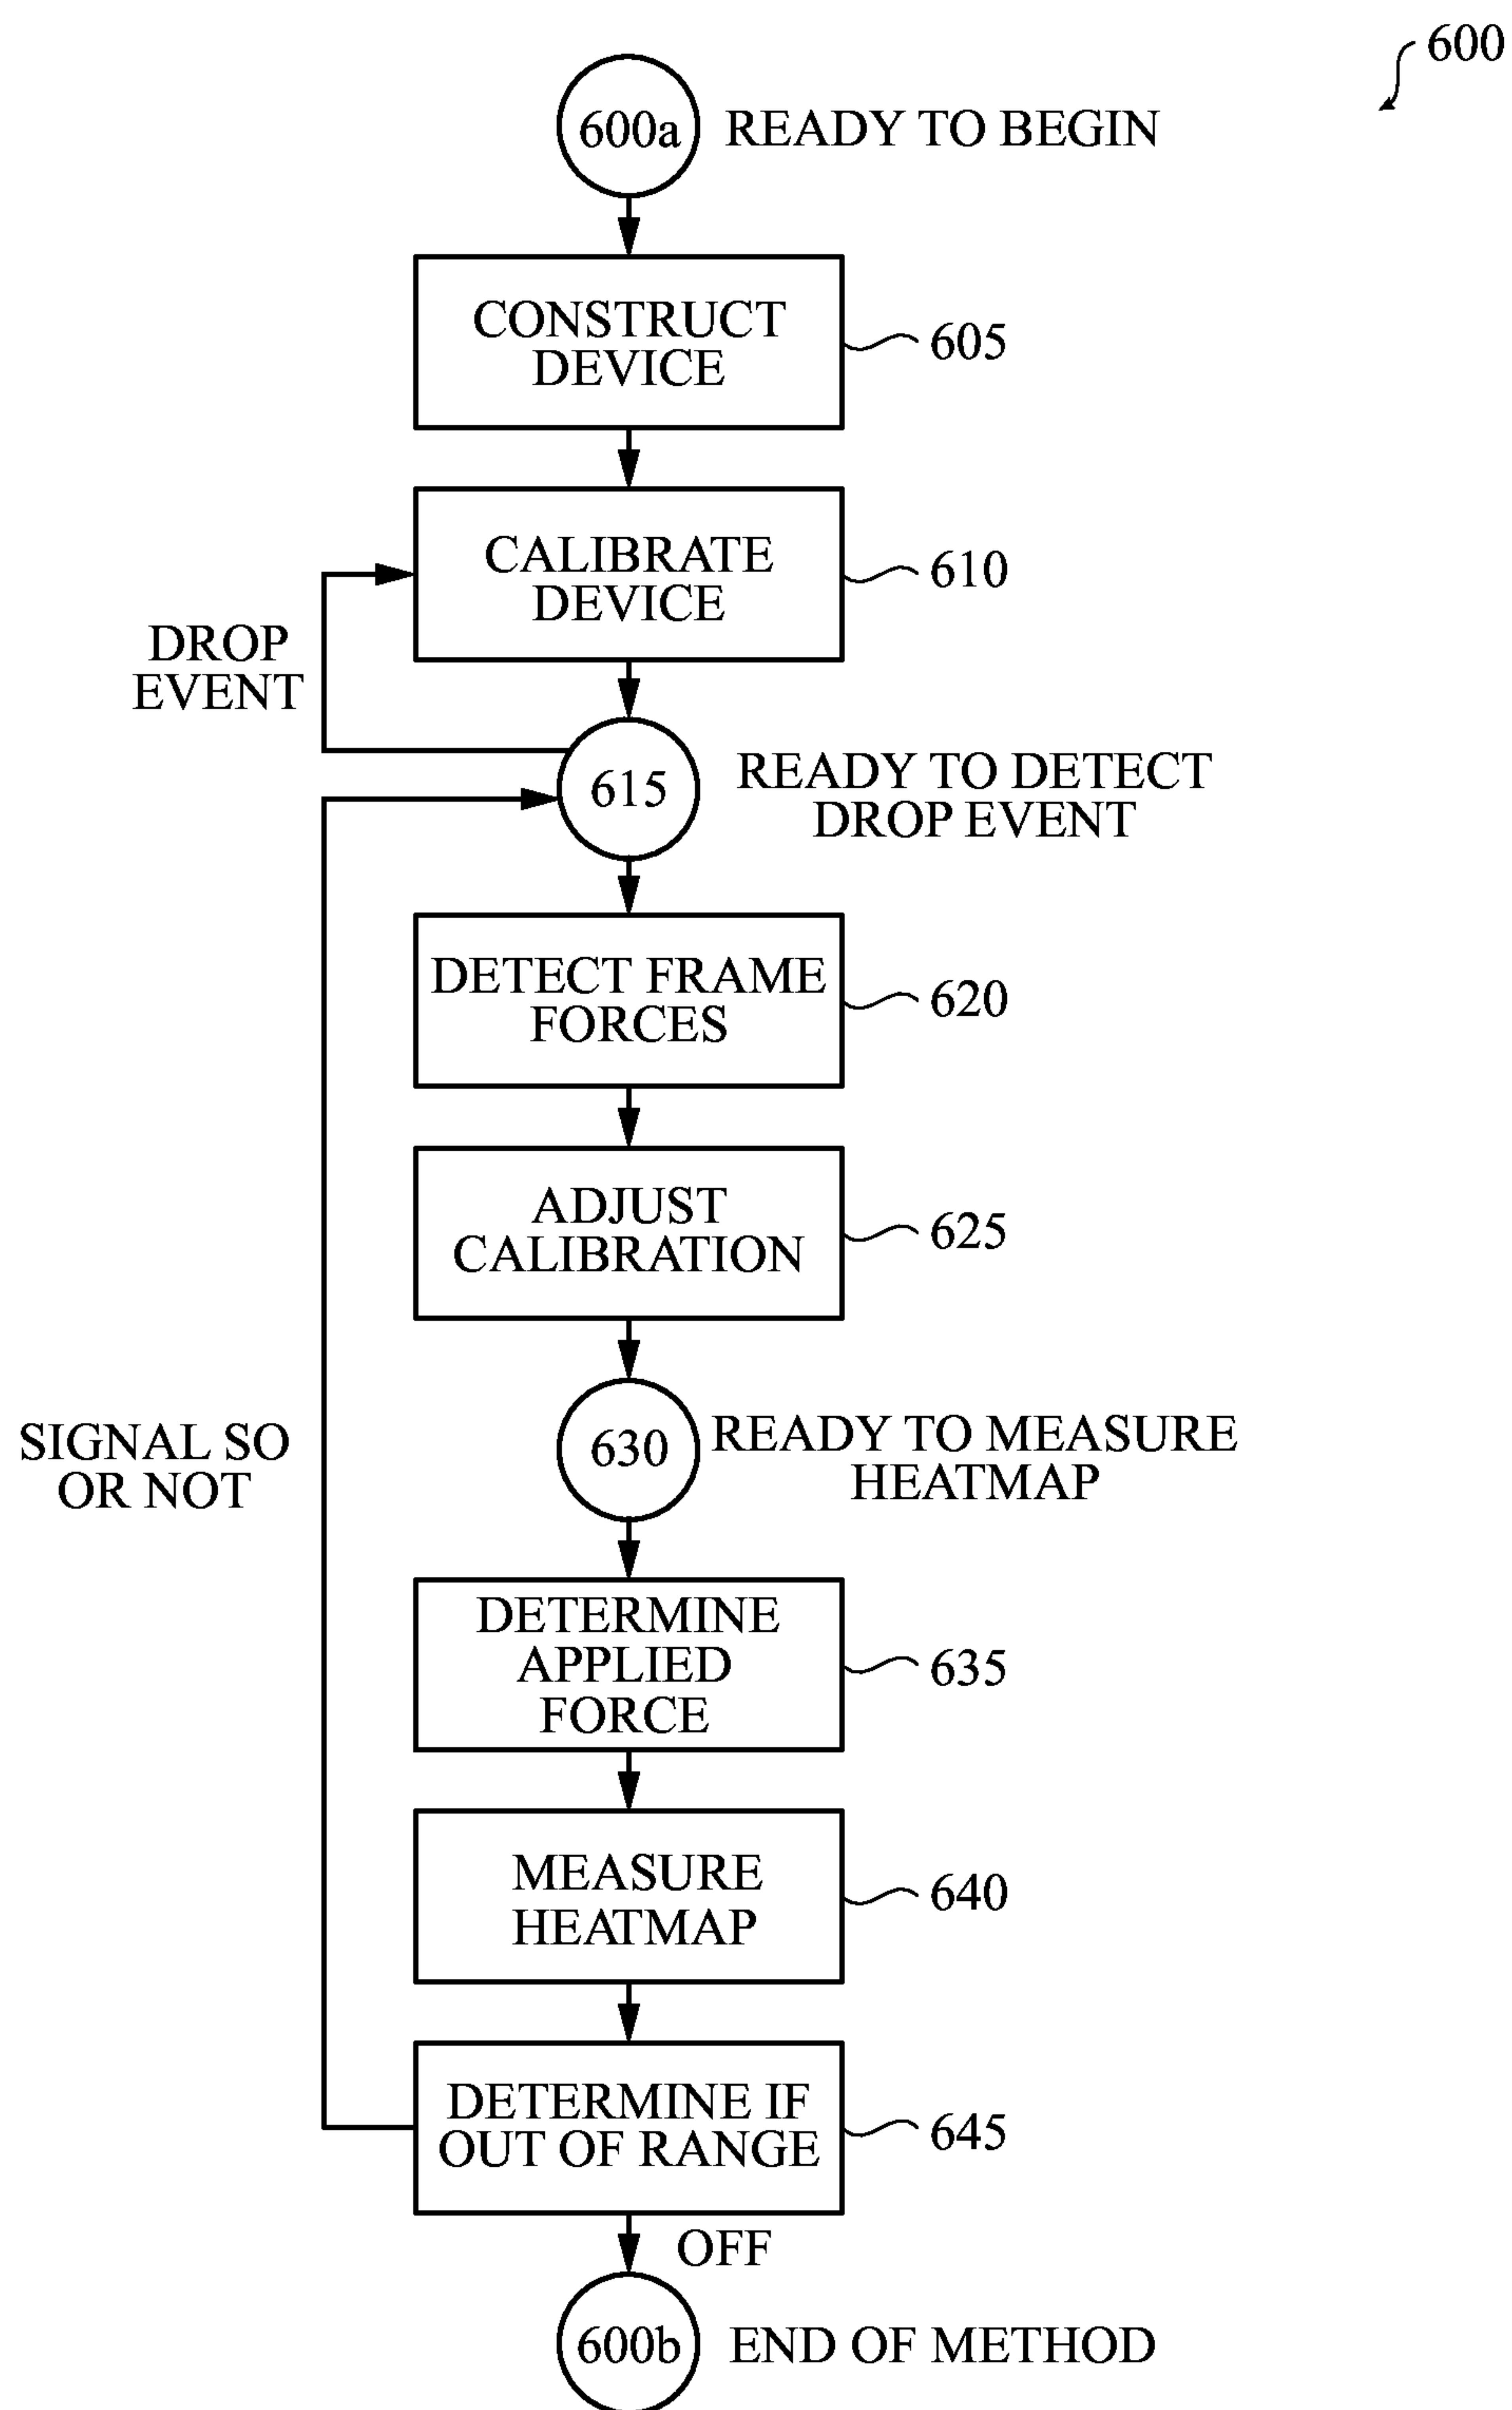 600
600a
READY TO BEGIN
CONSTRUCT
DEVICE
605
CALIBRATE
DEVICE
610
DROP
EVENT
615
READY TO DETECT
DROP EVENT
DETECT FRAME
FORCES
620
ADJUST
CALIBRATION
625
SIGNAL SO
OR NOT
630
READY TO MEASURE
HEATMAP
DETERMINE
APPLIED
FORCE
635
MEASURE
HEATMAP
640
DETERMINE IF
OUT OF RANGE
645
OFF
600b
END OF METHOD